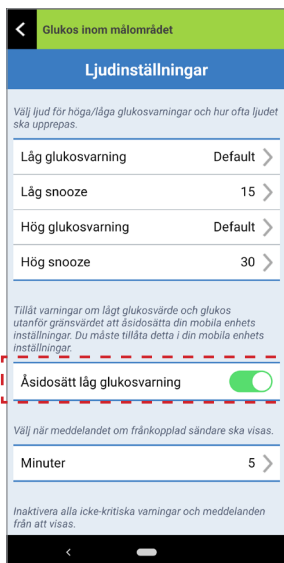 Glukos inom målområdet
Ljudinställningar
Välj ljud för höga/låga glukosvarningar och hur ofta ljudet
ska upprepas.
Låg glukosvarning Default
Låg snooze 15
Hög glukosvarning Default
Hög snooze 30
Tillåt varningar om lågt glukosvärde och glukos
utanför gränsvärdet att åsidosätta din mobila enhets
inställningar. Du måste tillåta detta i din mobila enhets
inställningar.
Åsidosätt låg glukosvarning
Välj när meddelandet om frånkopplad sändare ska visas.
Minuter 5
Inaktivera alla icke-kritiska varningar och meddelanden
från att visas.